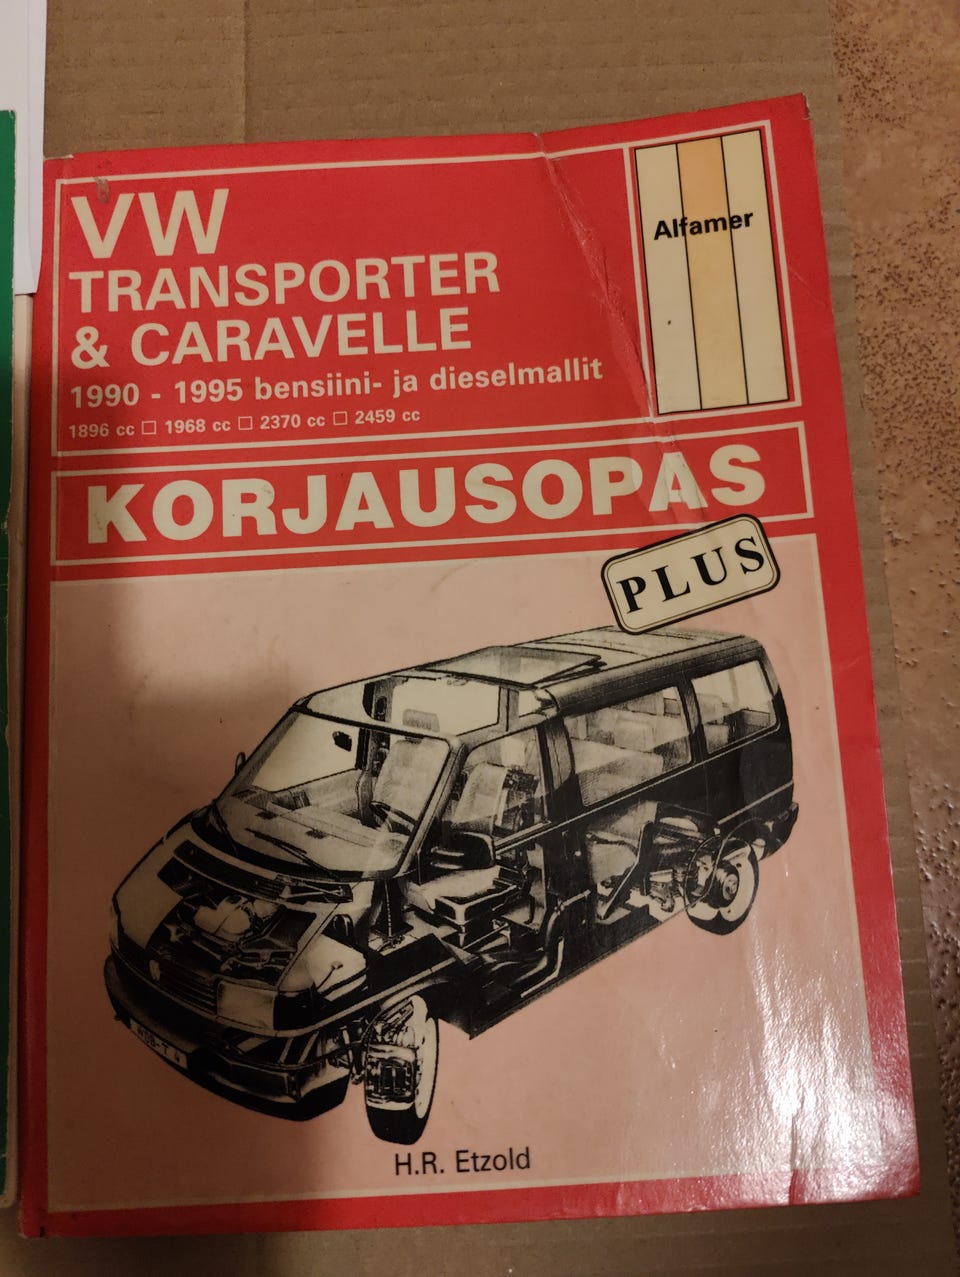 VW
TRANSPORTER
& CARAVELLE
1990 - 1995 bensiini- ja dieselmallit
1896 cc □ 1968 cc □ 2370 cc □ 2459 cc
Alfamer
KORJAUSOPAS
PLUS
H.R. Etzold